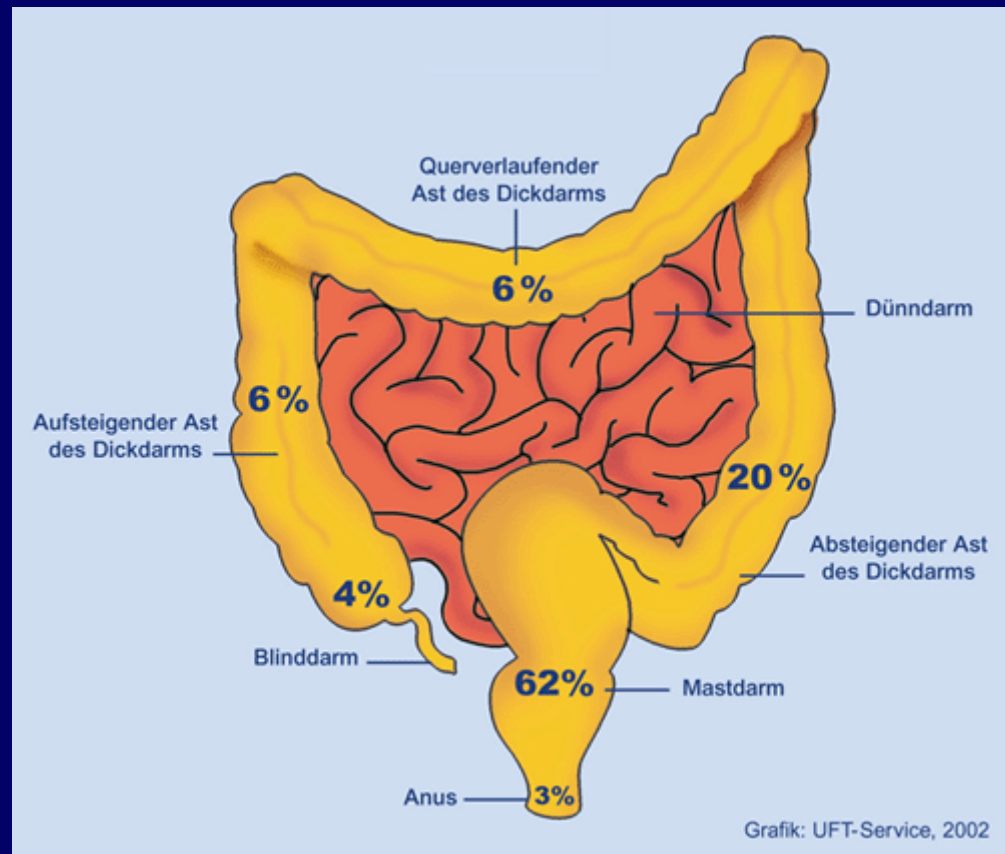 Querverlaufender
Ast des Dickdarms
6%
Dünndarm
6%
Aufsteigender Ast
des Dickdarms
20%
Absteigender Ast
des Dickdarms
4%
Blinddarm
62%
Mastdarm
Anus
3%
Grafik: UFT-Service, 2002